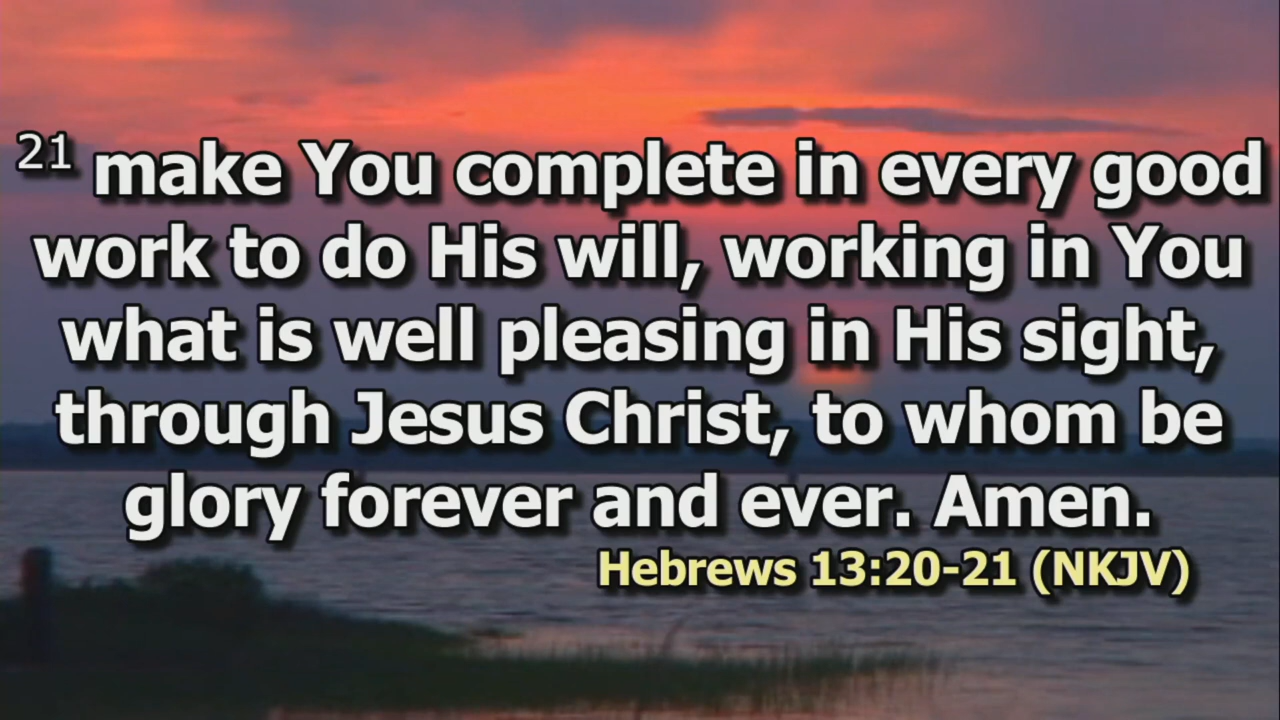 21 make You complete in every good
work to do His will, working in You
what is well pleasing in His sight,
through Jesus Christ, to whom be
glory forever and ever. Amen.
Hebrews 13:20-21 (NKJV)